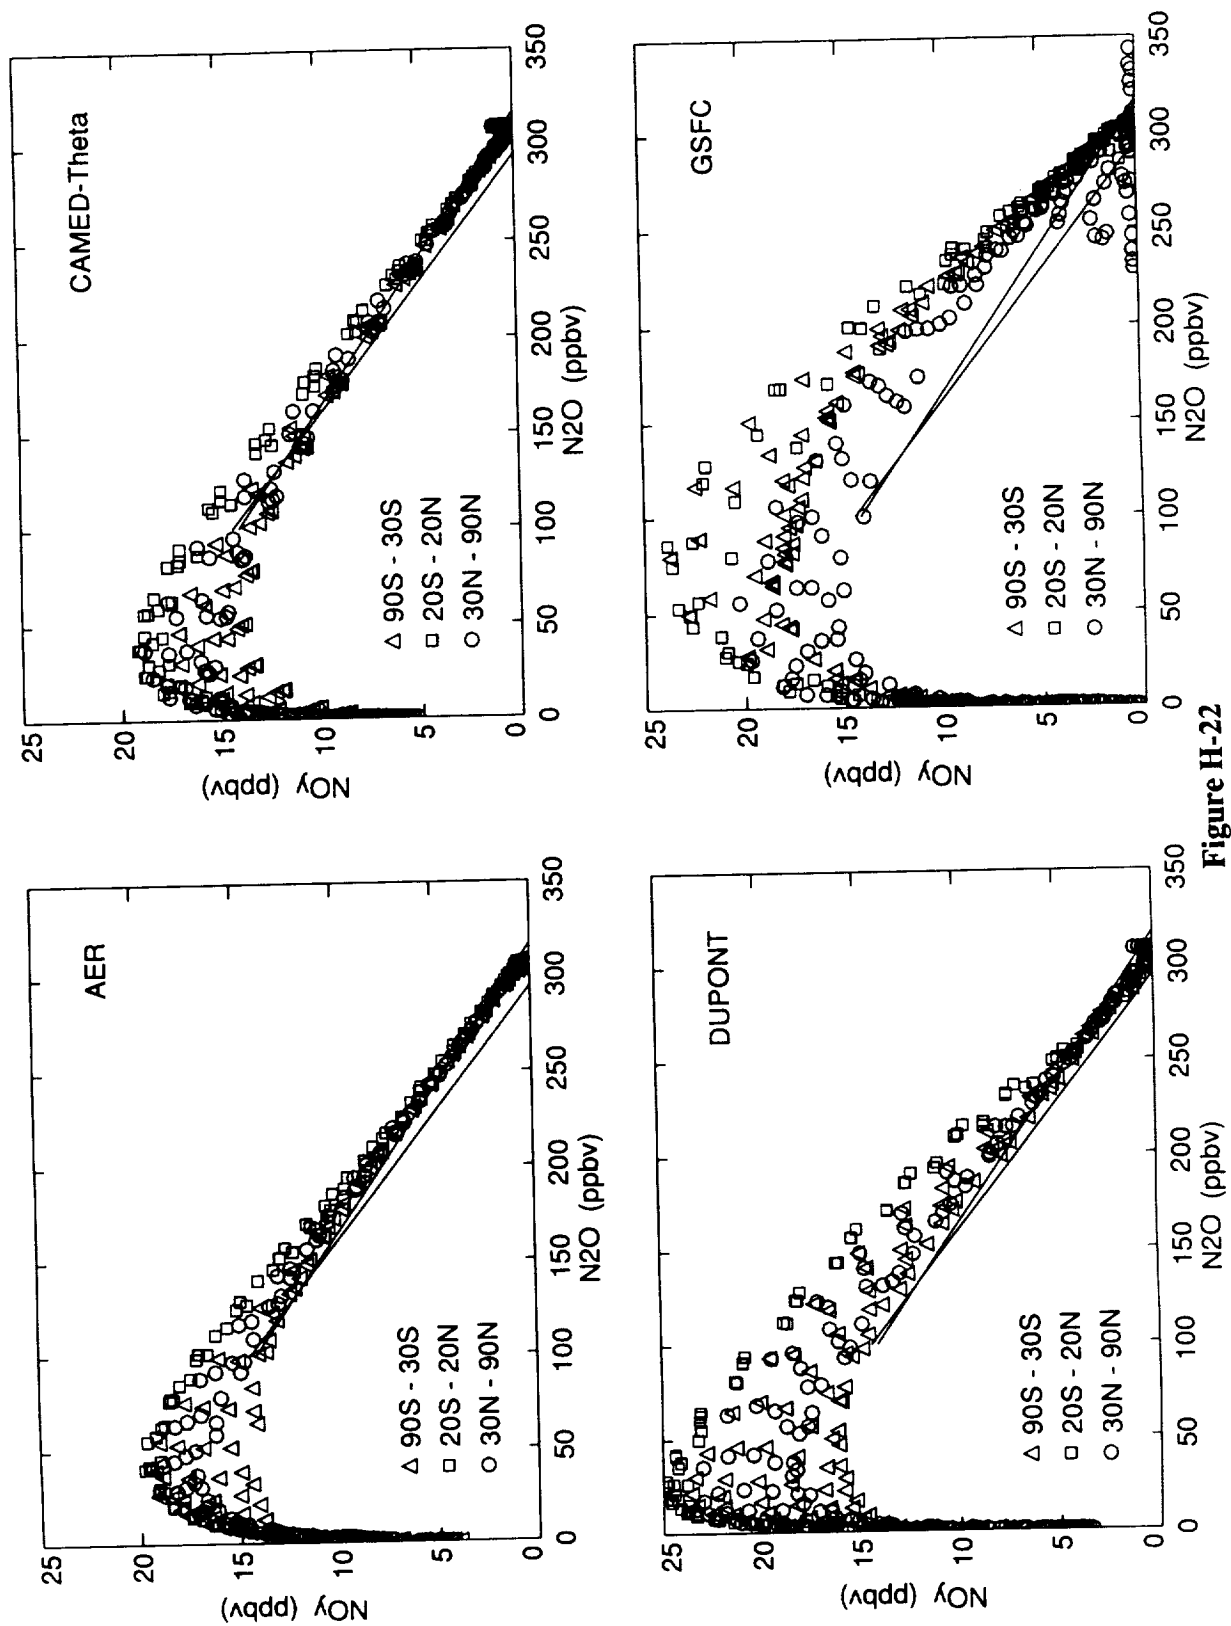 AER
NOy (ppbv)
25
20
15
10
5
0
△ 90S - 30S
□ 20S - 20N
○ 30N - 90N
0 50 100 150 200 250 300 350
N2O (ppbv)
CAMED-Theta
NOy (ppbv)
20
15
10
5
0
△ 90S - 30S
□ 20S - 20N
○ 30N - 90N
0 50 100 150 200 250 300 350
N2O (ppbv)
DUPONT
NOy (ppbv)
25
20
15
10
5
0
△ 90S - 30S
□ 20S - 20N
○ 30N - 90N
0 50 100 150 200 250 300 350
N2O (ppbv)
GSFC
NOy (ppbv)
25
20
15
10
5
0
△ 90S - 30S
□ 20S - 20N
○ 30N - 90N
0 50 100 150 200 250 300 350
N2O (ppbv)
Figure H-22